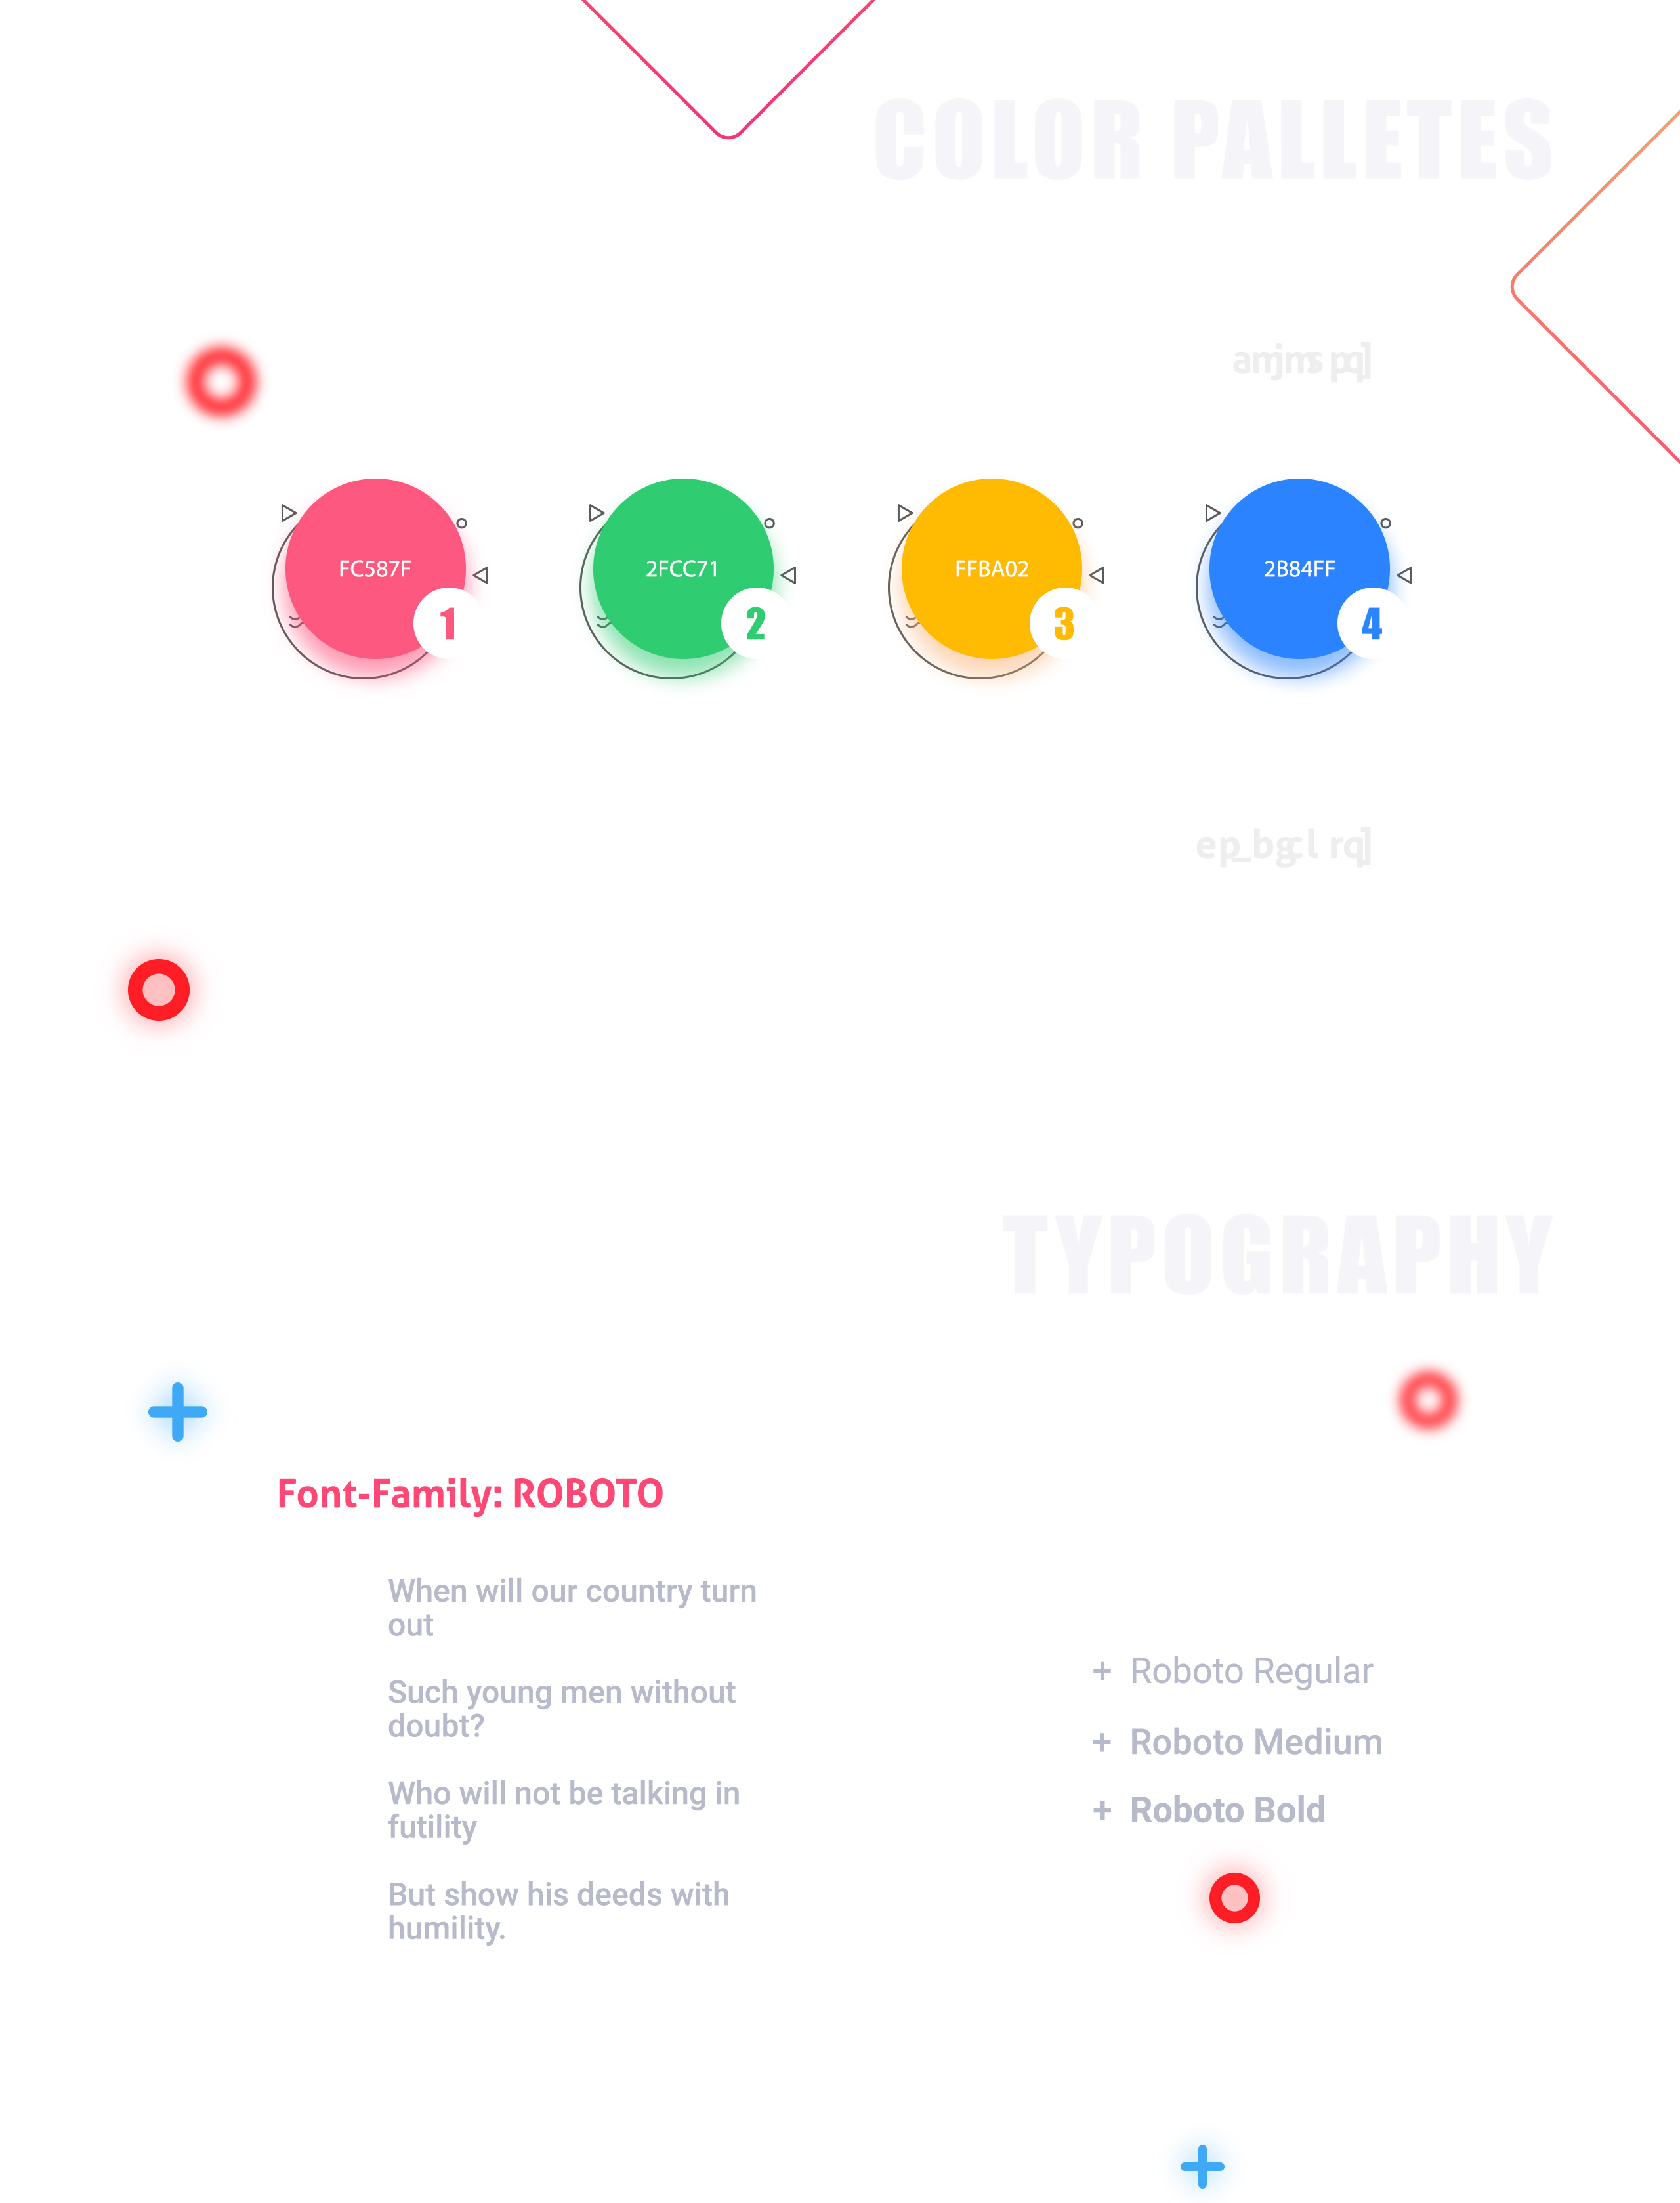 COLOR PALLETES
amjms pq]
FC587F
1
2FCC71
2
FFBA02
3
2B84FF
4
ep_bgcl rq]
TYPOGRAPHY
Font-Family: ROBOTO
When will our country turn
out
Such young men without
doubt?
Who will not be talking in
futility
But show his deeds with
humility.
+ Roboto Regular
+ Roboto Medium
+ Roboto Bold